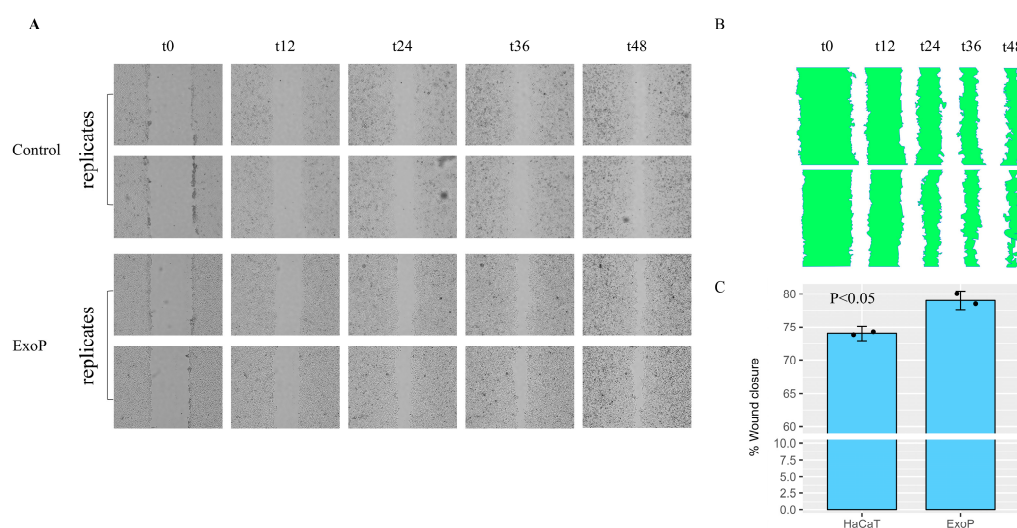 A
B
t0 t12 t24 t36 t48
t0 t12 t24 t36 t48
Control
replicates
ExoP
replicates
C
P<0.05
% Wound closure
80
75
70
65
60
10.0
7.5
5.0
2.5
0.0
HaCaT ExoP